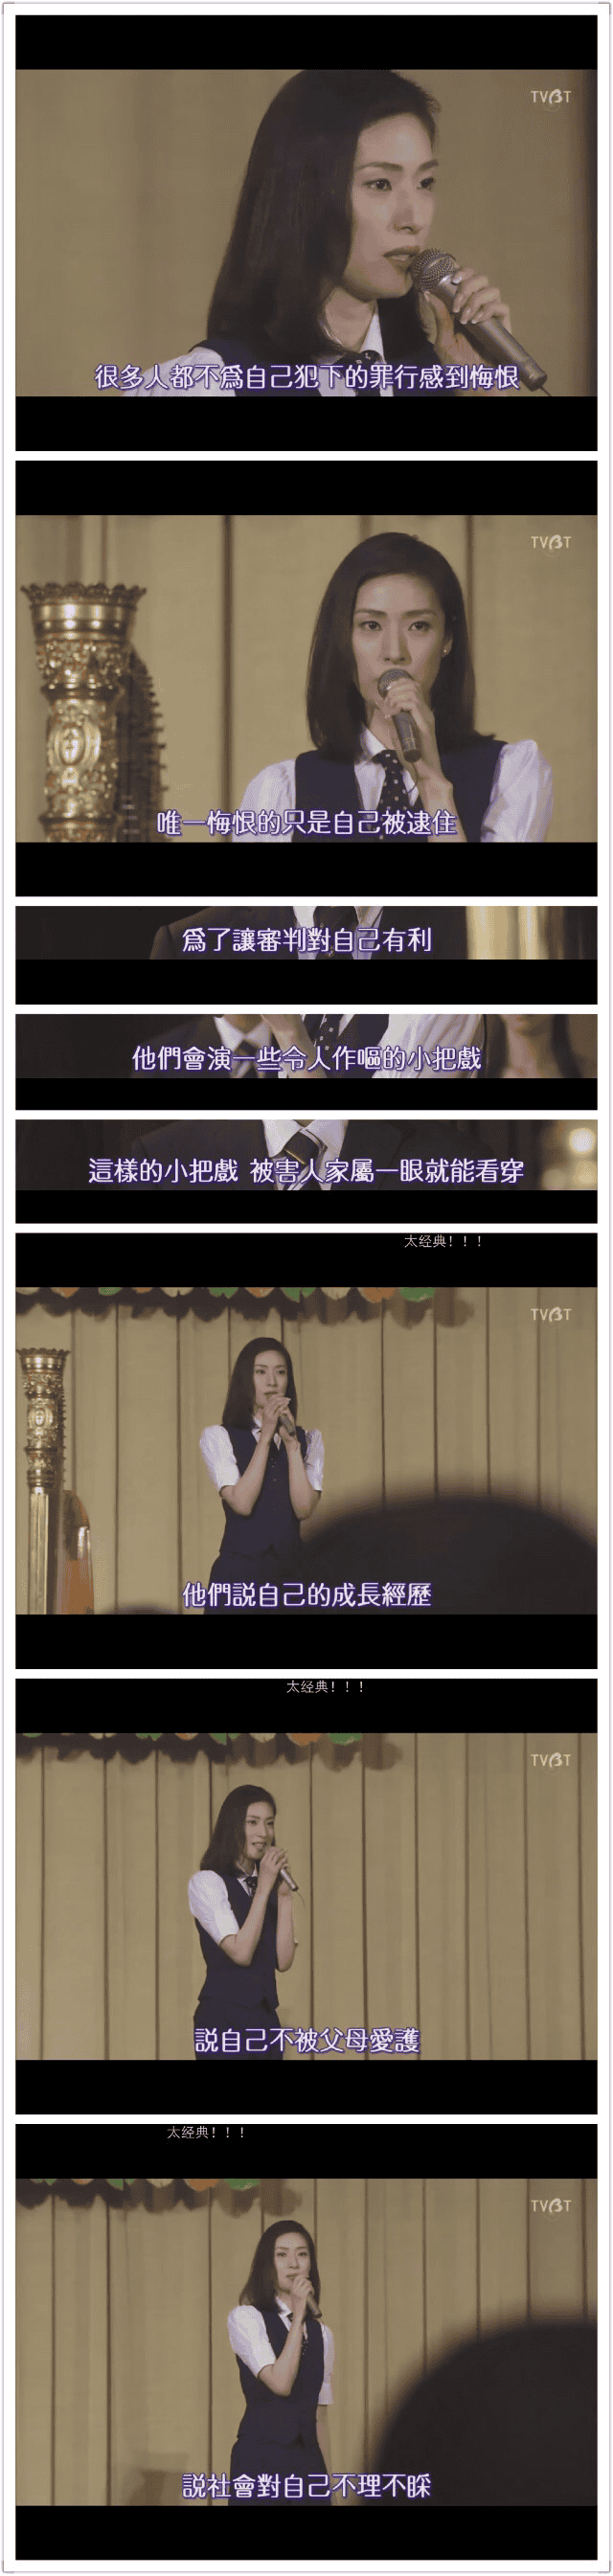 TVBT
很多人都不爲自己犯下的罪行感到悔恨
TVBT
唯一悔恨的只是自己被逮住
爲了讓審判對自己有利
他們會演一些令人作嘔的小把戲
這樣的小把戲 被害人家屬一眼就能看穿
太经典！！！
TVBT
他們説自己的成長經歷
太经典！！！
TVBT
説自己不被父母愛護
太经典！！！
TVBT
説社會對自己不理不睬